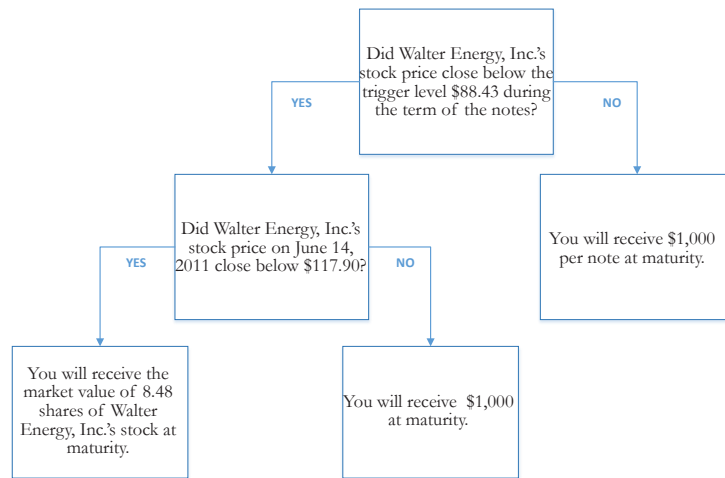 Did Walter Energy, Inc.'s
stock price close below the
trigger level $88.43 during
the term of the notes?
YES
NO
Did Walter Energy, Inc.'s
stock price on June 14,
2011 close below $117.90?
You will receive $1,000
per note at maturity.
YES
NO
You will receive the
market value of 8.48
shares of Walter
Energy, Inc.'s stock at
maturity.
You will receive $1,000
at maturity.